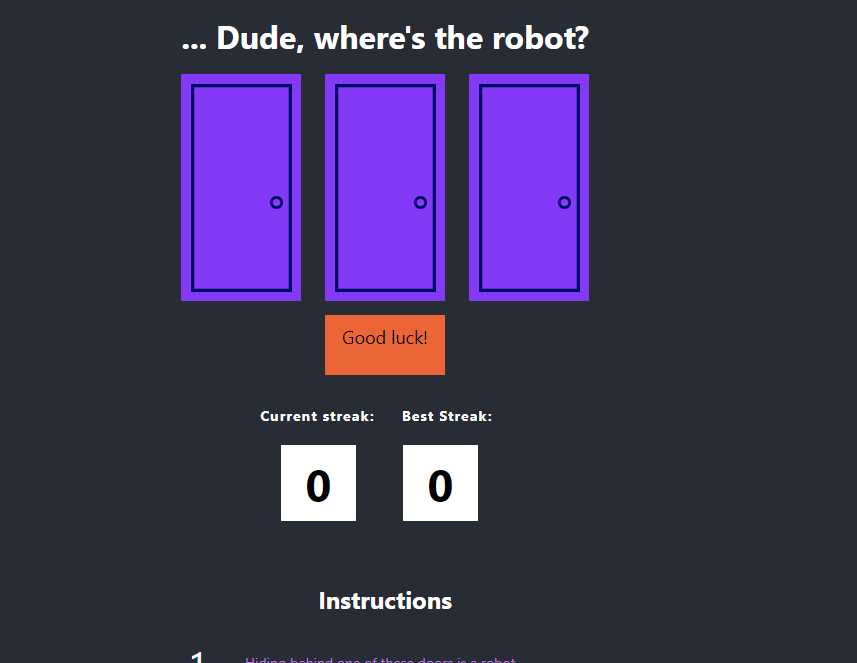 ... Dude, where's the robot?
Good luck!
Current streak: Best Streak:
0 0
Instructions
1 Hiding behind one of these doors is a robot